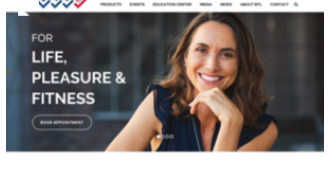 PRODUCTS EVENTS EDUCATION CENTER MEDIA NEWS ABOUT BTL CONTACT
FOR
LIFE,
PLEASURE &
FITNESS
BOOK APPOINTMENT